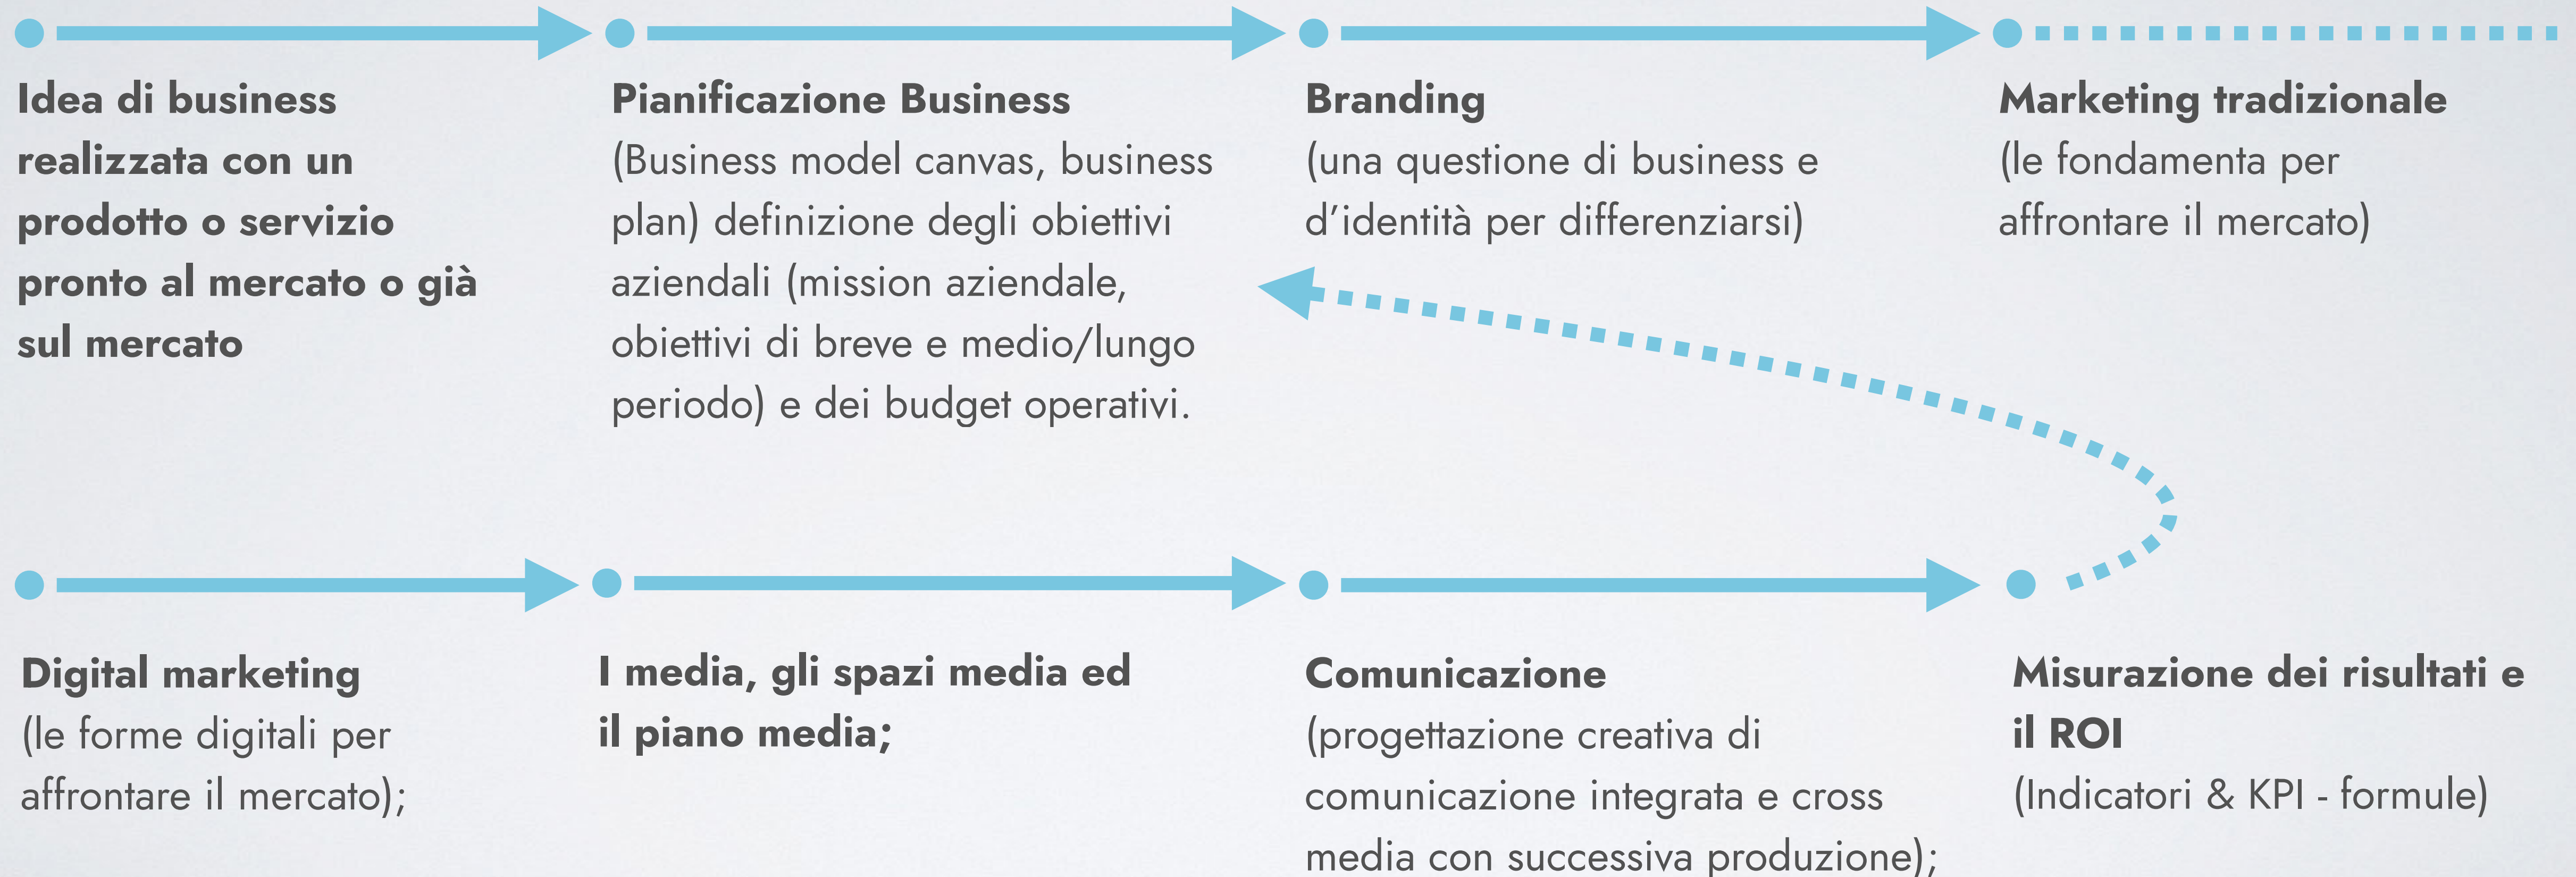 Idea di business
realizzata con un
prodotto o servizio
pronto al mercato o già
sul mercato
Pianificazione Business
(Business model canvas, business
plan) definizione degli obiettivi
aziendali (mission aziendale,
obiettivi di breve e medio/lungo
periodo) e dei budget operativi.
Branding
(una questione di business e
d’identità per differenziarsi)
Marketing tradizionale
(le fondamenta per
affrontare il mercato)
Digital marketing
(le forme digitali per
affrontare il mercato);
I media, gli spazi media ed
il piano media;
Comunicazione
(progettazione creativa di
comunicazione integrata e cross
media con successiva produzione);
Misurazione dei risultati e
il ROI
(Indicatori & KPI - formule)